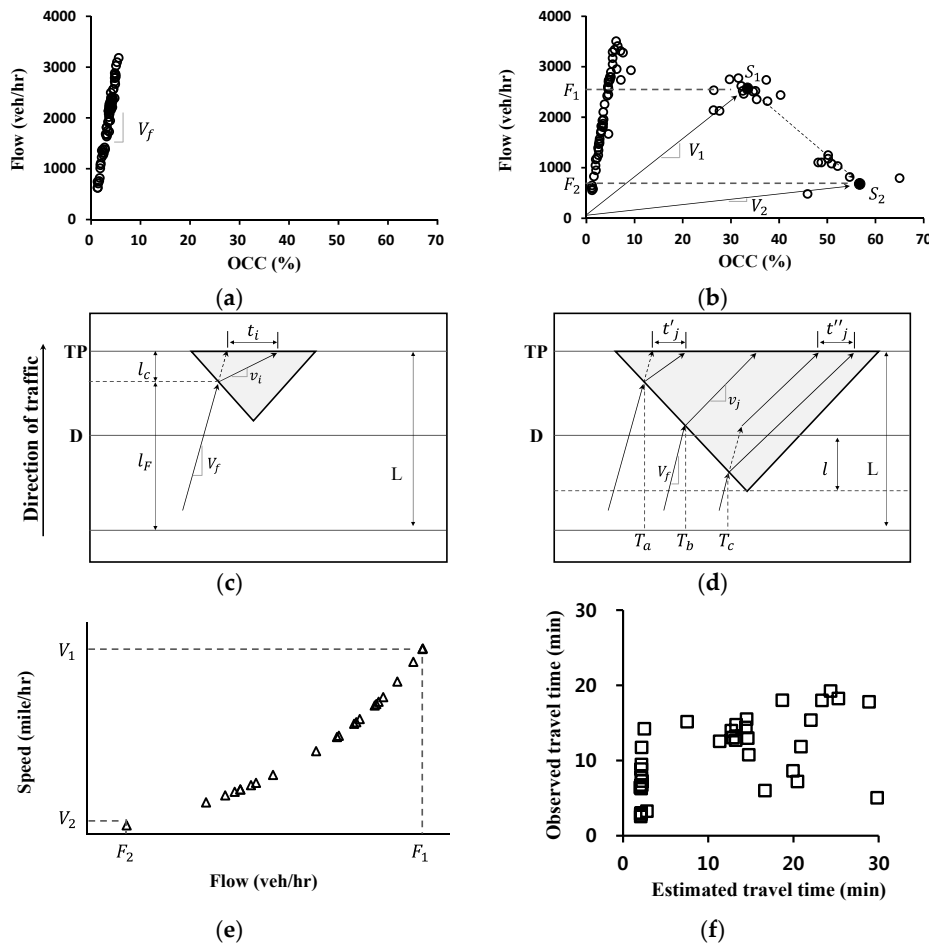 4000
3000
2000
1000
0
Flow (veh/hr)
V_f
0 10 20 30 40 50 60 70
OCC (%)
(a)
4000
3000
2000
1000
0
Flow (veh/hr)
F_1
F_2
S_1
V_1
V_2
S_2
0 10 20 30 40 50 60 70
OCC (%)
(b)
Direction of traffic
TP
D
l_C
l_F
t_i
v_i
V_f
L
(c)
TP
D
t'_j
t''_j
v_j
V_f
l
L
T_a T_b T_c
(d)
Speed (mile/hr)
V_1
V_2
F_2
F_1
Flow (veh/hr)
(e)
Observed travel time (min)
30
20
10
0
0 10 20 30
Estimated travel time (min)
(f)